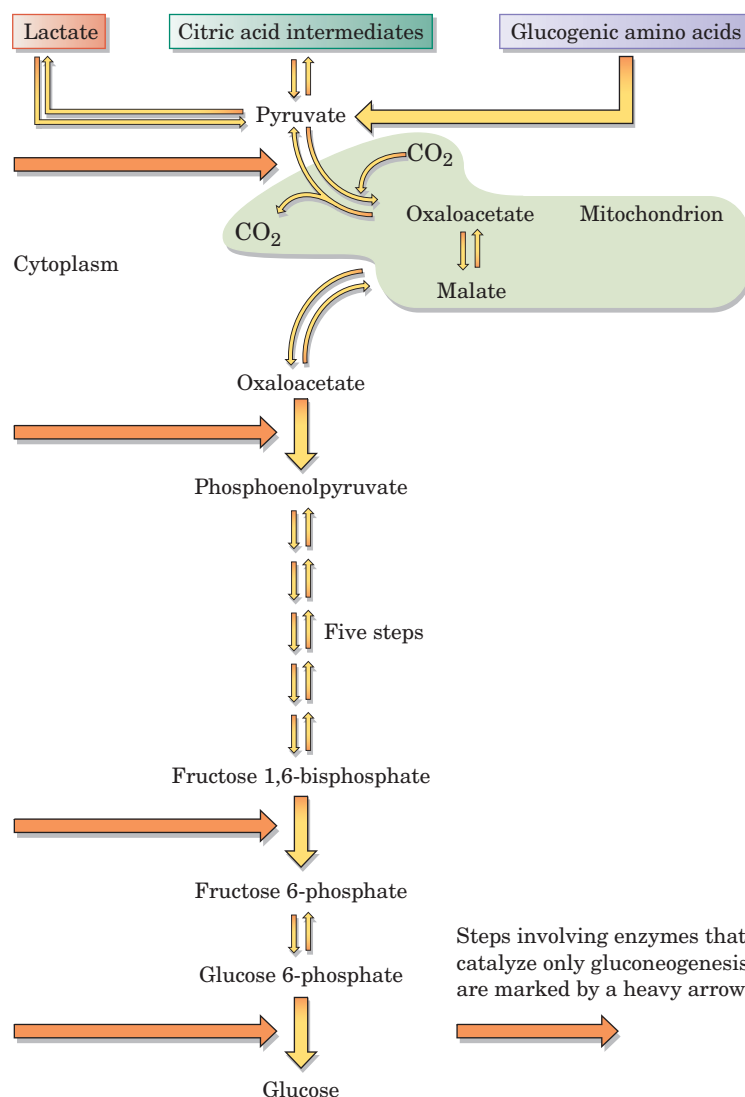 Lactate
Citric acid intermediates
Glucogenic amino acids
Pyruvate
CO2
CO2
Oxaloacetate
Mitochondrion
Malate
Cytoplasm
Oxaloacetate
Phosphoenolpyruvate
Five steps
Fructose 1,6-bisphosphate
Fructose 6-phosphate
Glucose 6-phosphate
Glucose
Steps involving enzymes that
catalyze only gluconeogenesis
are marked by a heavy arrow